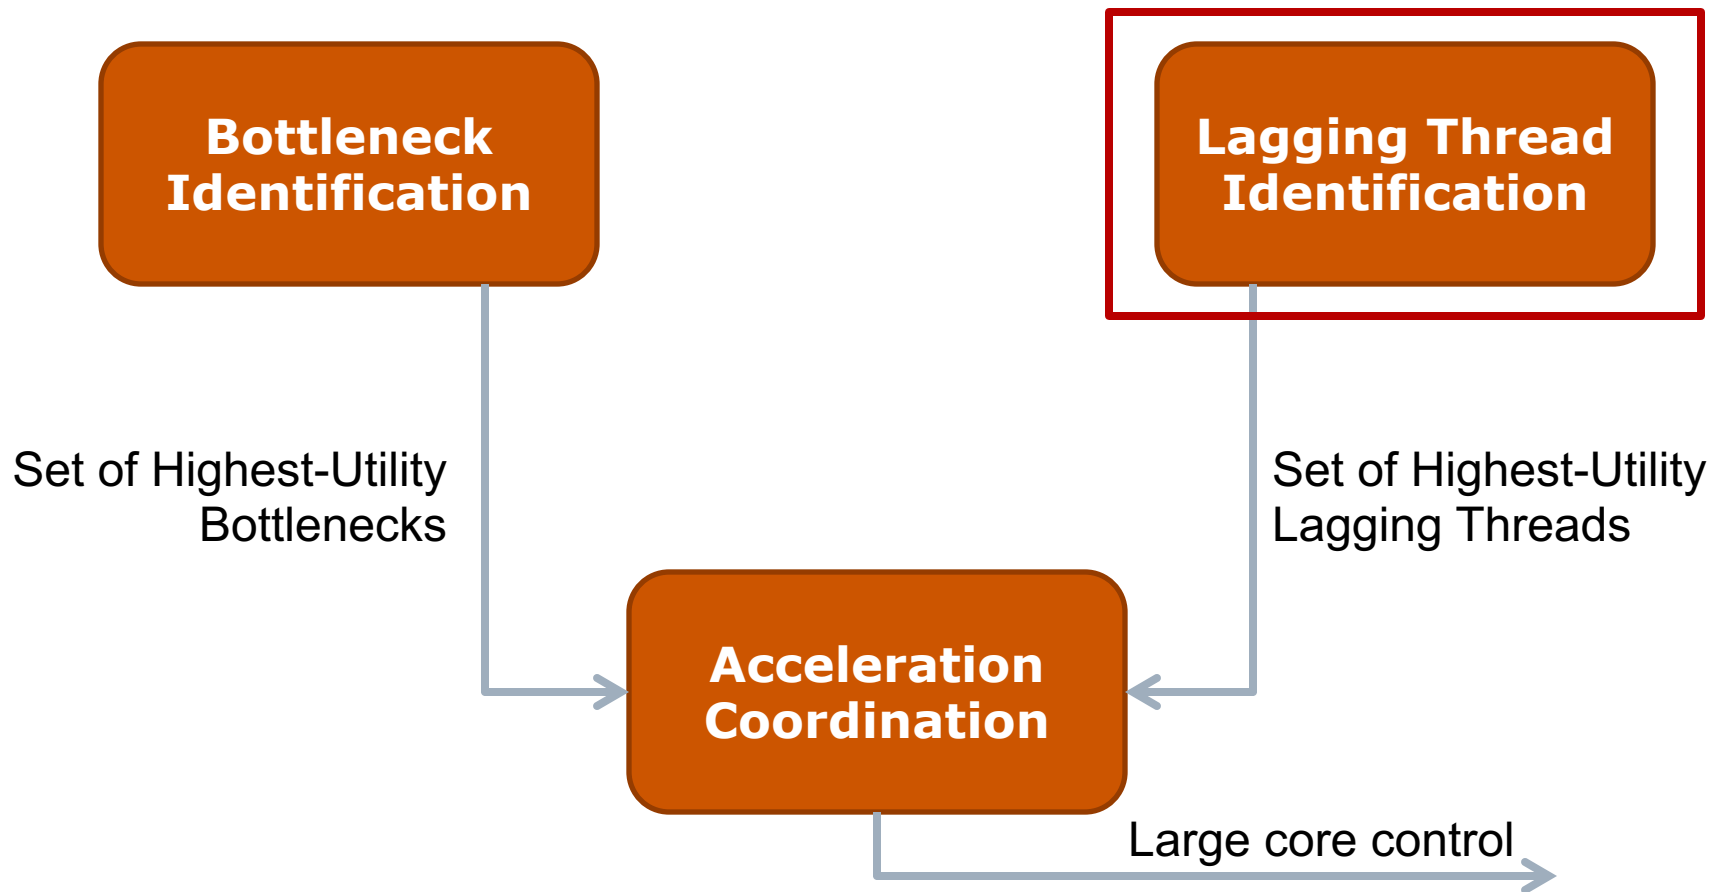 Bottleneck
Identification
Lagging Thread
Identification
Set of Highest-Utility
Bottlenecks
Set of Highest-Utility
Lagging Threads
Acceleration
Coordination
Large core control